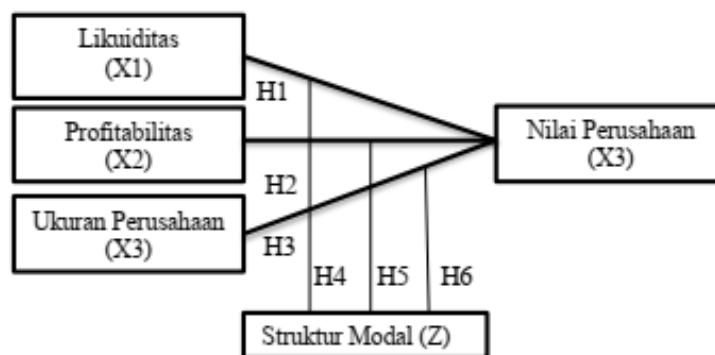 Likuiditas
(X1)
H1
Profitabilitas
(X2)
Nilai Perusahaan
(X3)
H2
Ukuran Perusahaan
(X3)
H3
H4
H5
H6
Struktur Modal (Z)